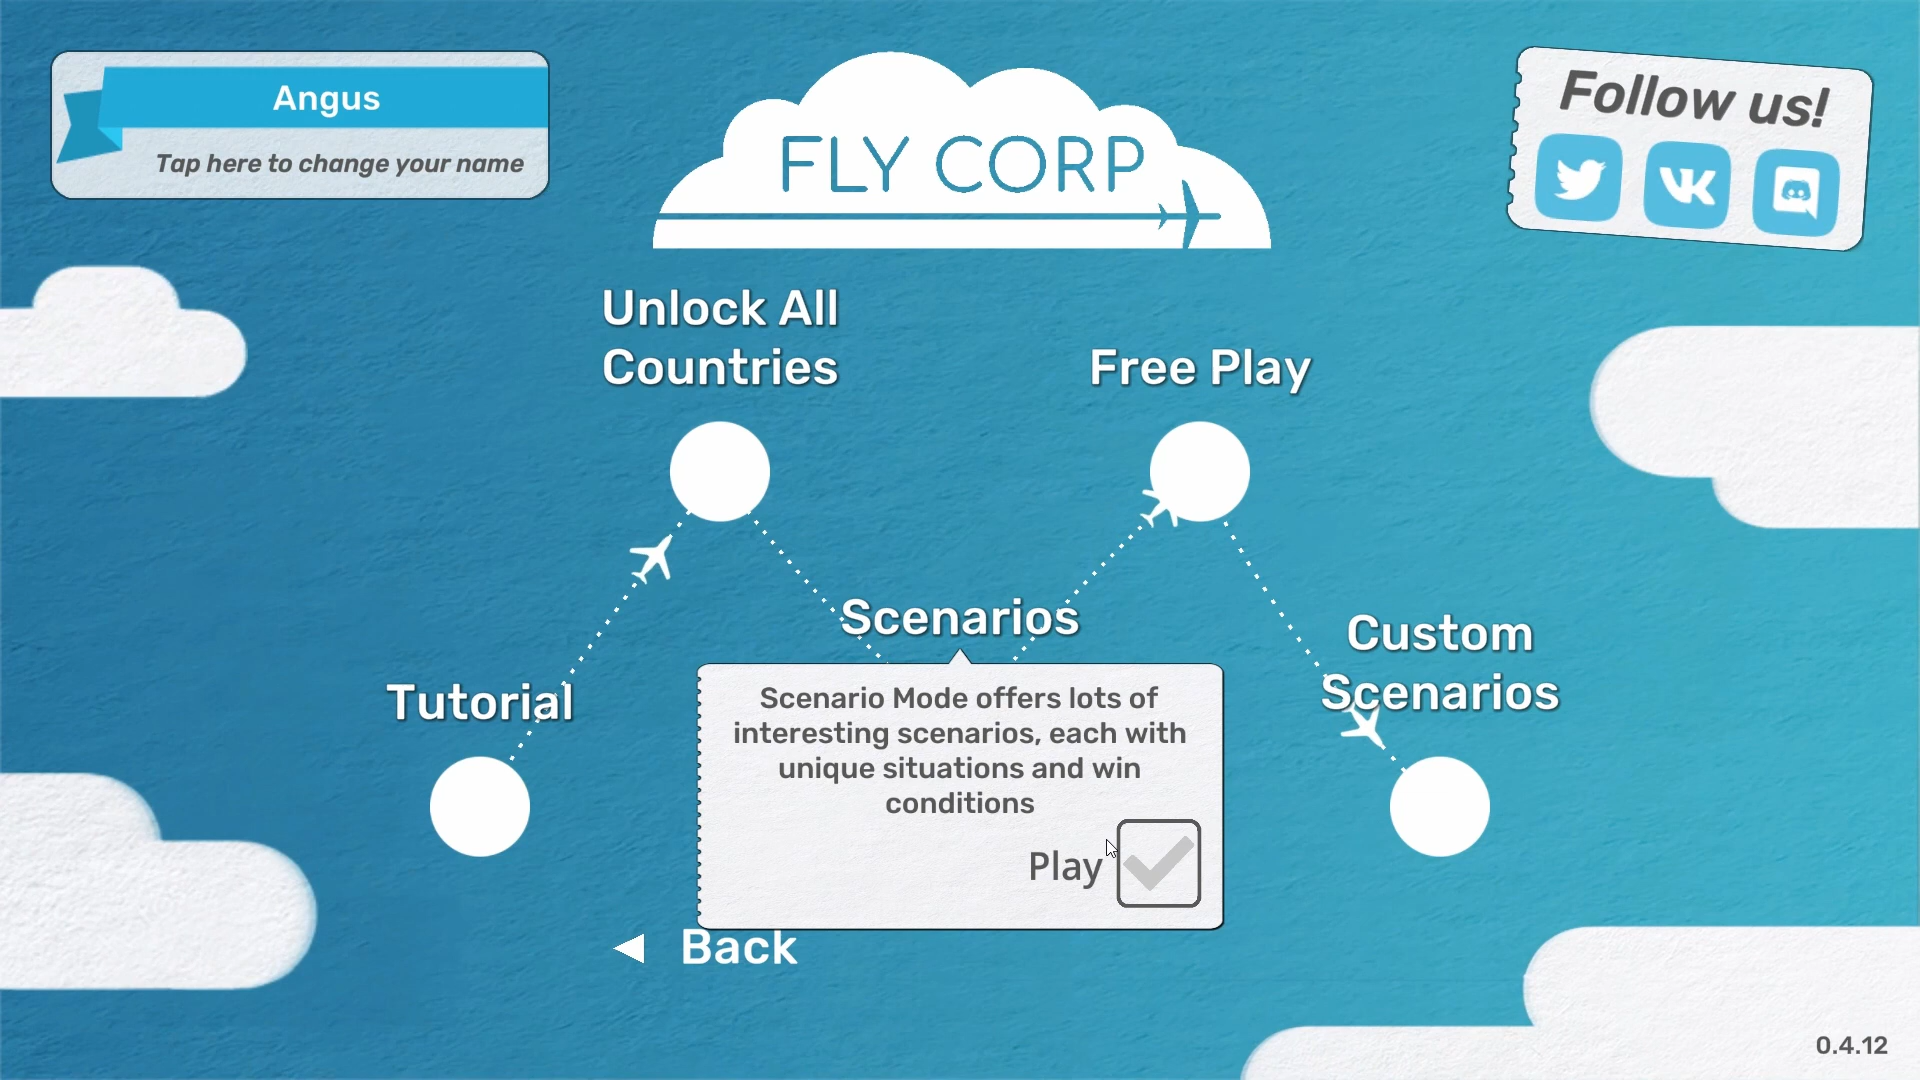 Angus
Tap here to change your name
FLY CORP
Follow us!
Unlock All
Countries
Free Play
Scenarios
Custom
Scenarios
Tutorial
Scenario Mode offers lots of
interesting scenarios, each with
unique situations and win
conditions
Play
Back
0.4.12